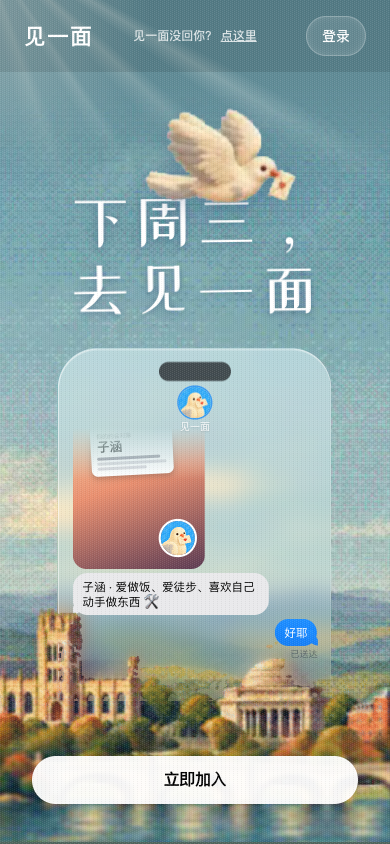 见一面
见一面没回你? 点这里
登录
下周三，
去见一面
见一面
子涵
子涵 · 爱做饭、爱徒步、喜欢自己
动手做东西 🛠️
好耶
已送达
立即加入